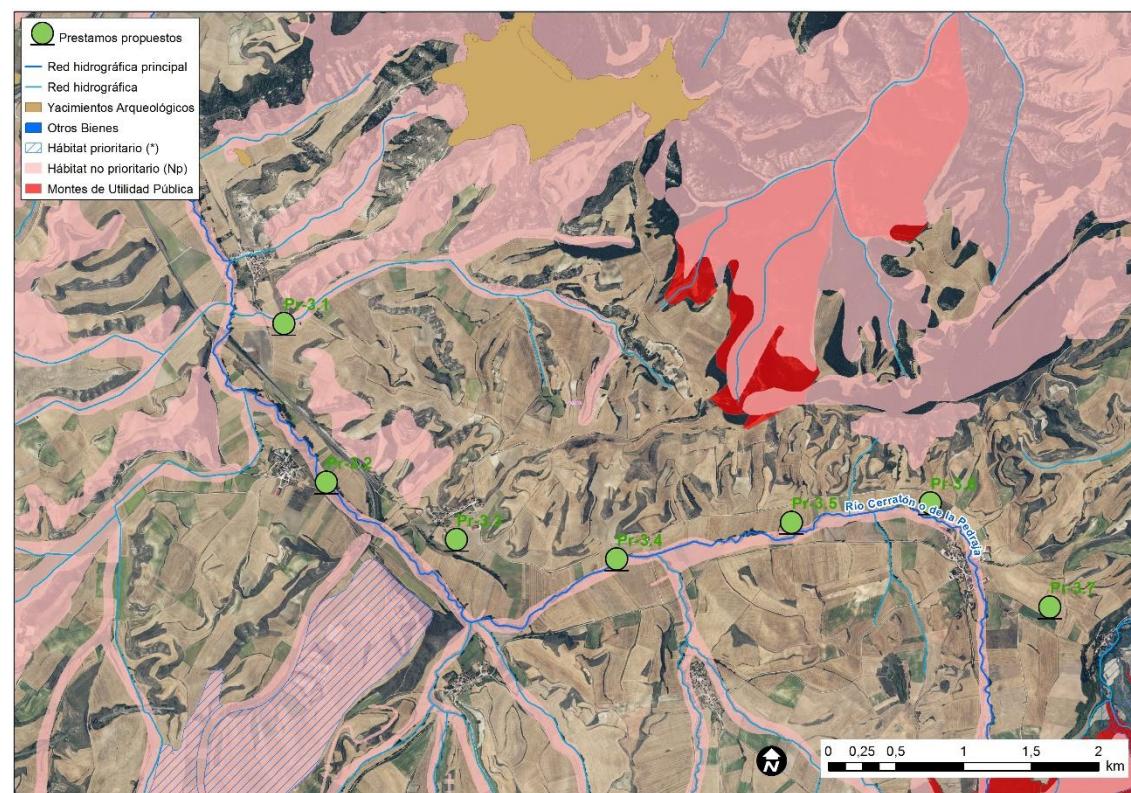 Prestamos propuestos
Red hidrográfica principal
Red hidrográfica
Yacimientos Arqueológicos
Otros Bienes
Hábitat prioritario (*)
Hábitat no prioritario (Np)
Montes de Utilidad Pública
Pr-3.1
Pr-3.2
Pr-3.3
Pr-3.4
Pr-3.5
Pr-3.6
Río Cerratón o de la Pedraja
Pr-3.7
N
0 0,25 0,5 1 1,5 2
km